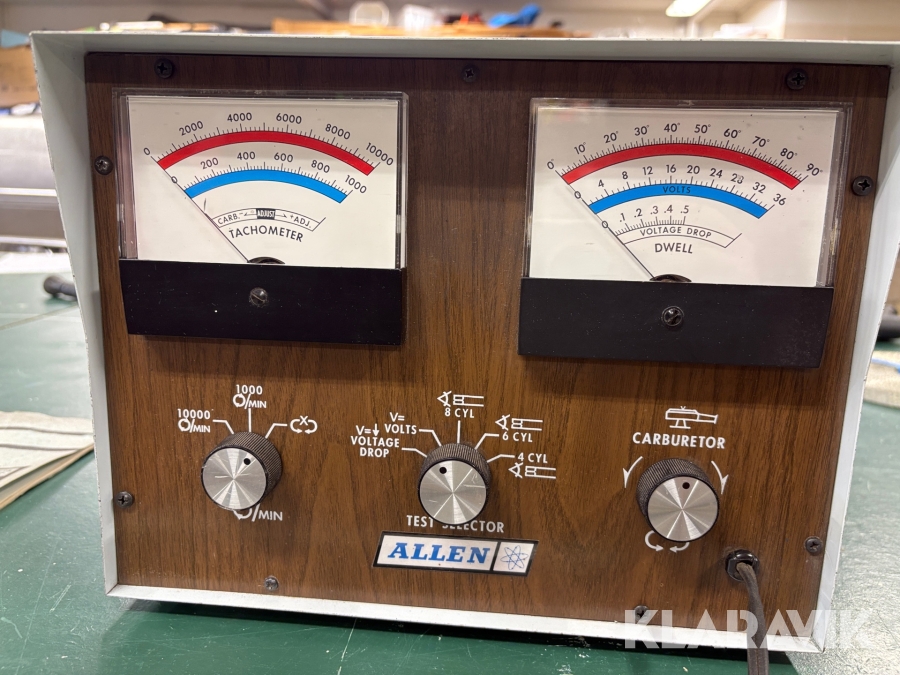 0 2000 4000 6000 8000 10000
0 200 400 600 800 1000
CARB. ADJUST + ADJ.
TACHOMETER
0 10° 20° 30° 40° 50° 60° 70° 80° 90°
0 4 8 12 16 20 24 28 32 36
VOLTS
0 .1 .2 .3 .4 .5
VOLTAGE DROP
DWELL
1000
/MIN
10000
/MIN
X
/MIN
V=
VOLTS
V=
VOLTAGE
DROP
8 CYL
6 CYL
4 CYL
TEST SELECTOR
CARBURETOR
ALLEN
KLARAVIK